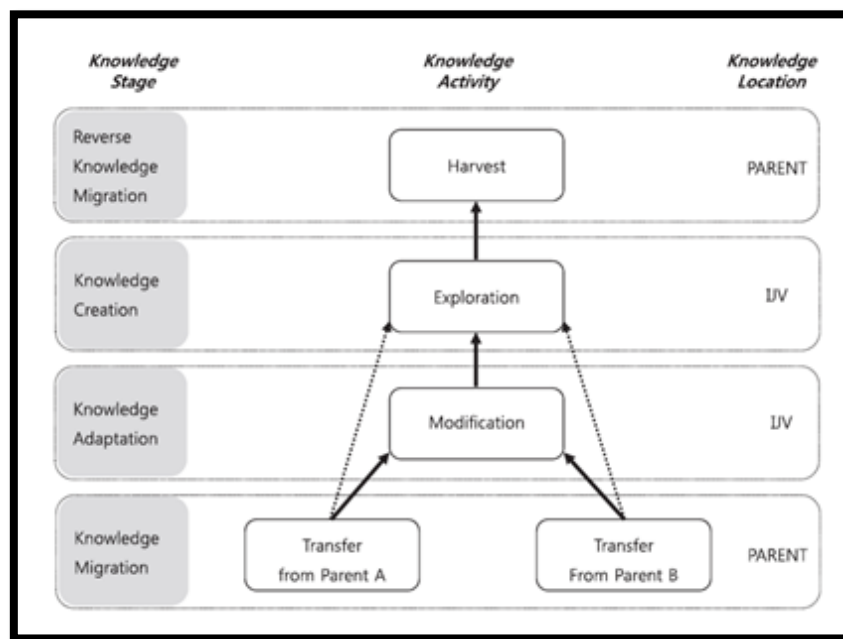 Knowledge
Stage
Knowledge
Activity
Knowledge
Location
Reverse
Knowledge
Migration
Harvest
PARENT
Knowledge
Creation
Exploration
IJV
Knowledge
Adaptation
Modification
IJV
Knowledge
Migration
Transfer
from Parent A
Transfer
From Parent B
PARENT